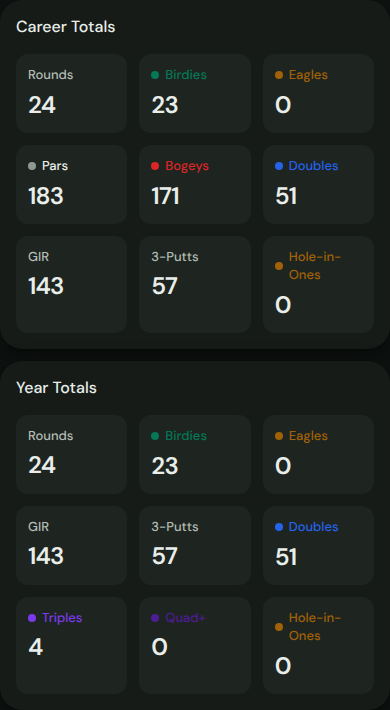 Career Totals
Rounds
Birdies
Eagles
24
23
0
Pars
Bogeys
Doubles
183
171
51
GIR
3-Putts
Hole-in-
Ones
143
57
0
Year Totals
Rounds
Birdies
Eagles
24
23
0
GIR
3-Putts
Doubles
143
57
51
Triples
Quad+
Hole-in-
Ones
4
0
0